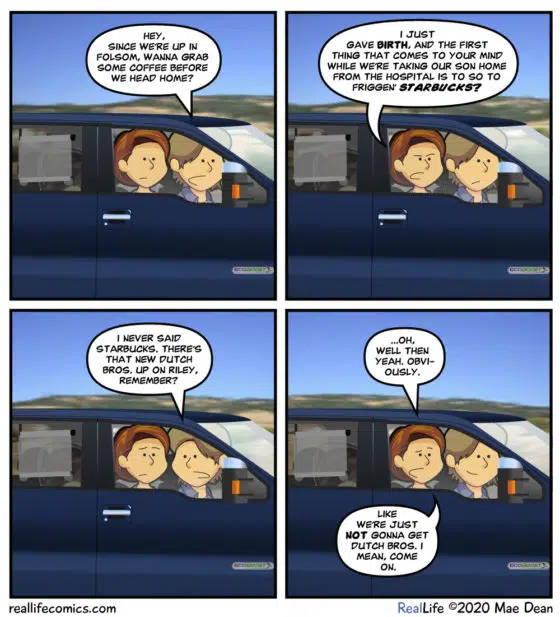 HEY,
SINCE WE'RE UP IN
FOLSOM, WANNA GRAB
SOME COFFEE BEFORE
WE HEAD HOME?
ECOBOOST
I JUST
GAVE BIRTH, AND THE FIRST
THING THAT COMES TO YOUR MIND
WHILE WE'RE TAKING OUR SON HOME
FROM THE HOSPITAL IS TO SO TO
FRIGGEN' STARBUCKS?
ECOBOOST
I NEVER SAID
STARBUCKS. THERE'S
THAT NEW DUTCH
BROS. UP ON RILEY,
REMEMBER?
ECOBOOST
...OH,
WELL THEN
YEAH. OBVI-
OUSLY.
LIKE
WE'RE JUST
NOT GONNA GET
DUTCH BROS. I
MEAN, COME
ON.
ECOBOOST
reallifecomics.com
RealLife ©2020 Mae Dean